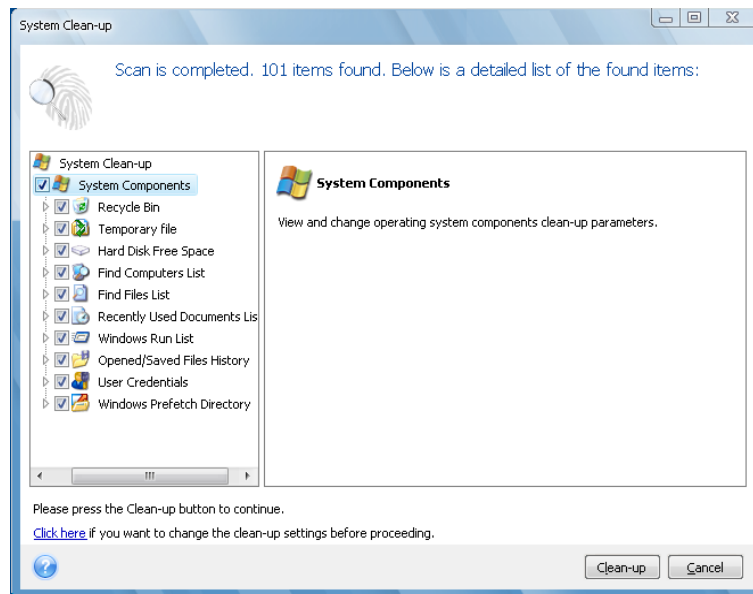 System Clean-up
Scan is completed. 101 items found. Below is a detailed list of the found items:
System Clean-up
System Components
Recycle Bin
Temporary file
Hard Disk Free Space
Find Computers List
Find Files List
Recently Used Documents Lis
Windows Run List
Opened/Saved Files History
User Credentials
Windows Prefetch Directory
System Components
View and change operating system components clean-up parameters.
Please press the Clean-up button to continue.
Click here if you want to change the clean-up settings before proceeding.
Clean-up
Cancel